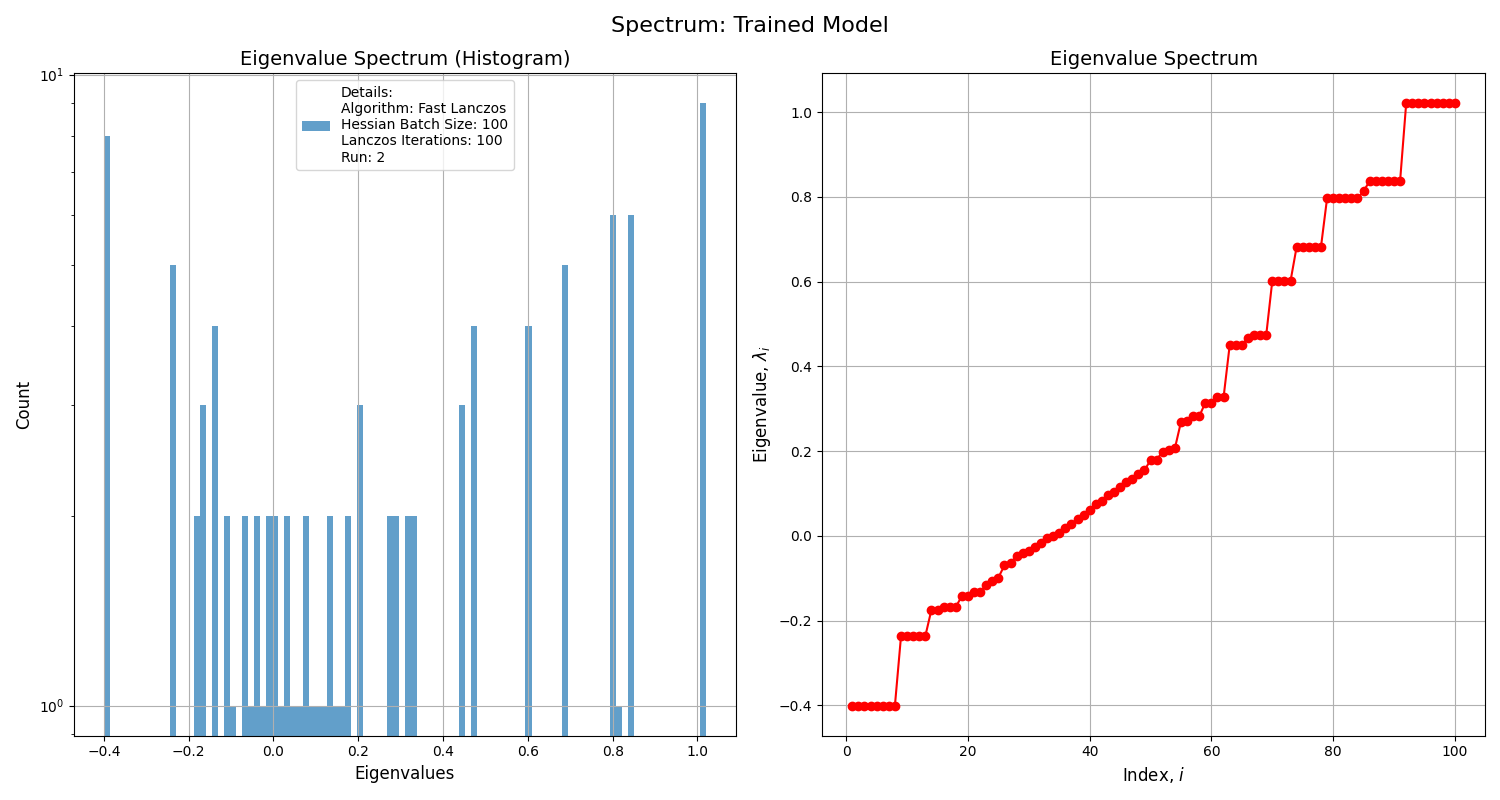 Spectrum: Trained Model
Eigenvalue Spectrum (Histogram)
10¹
10⁰
Count
Details:
Algorithm: Fast Lanczos
Hessian Batch Size: 100
Lanczos Iterations: 100
Run: 2
−0.4 −0.2 0.0 0.2 0.4 0.6 0.8 1.0
Eigenvalues
Eigenvalue Spectrum
1.0
0.8
0.6
0.4
0.2
0.0
−0.2
−0.4
Eigenvalue, λᵢ
0 20 40 60 80 100
Index, i